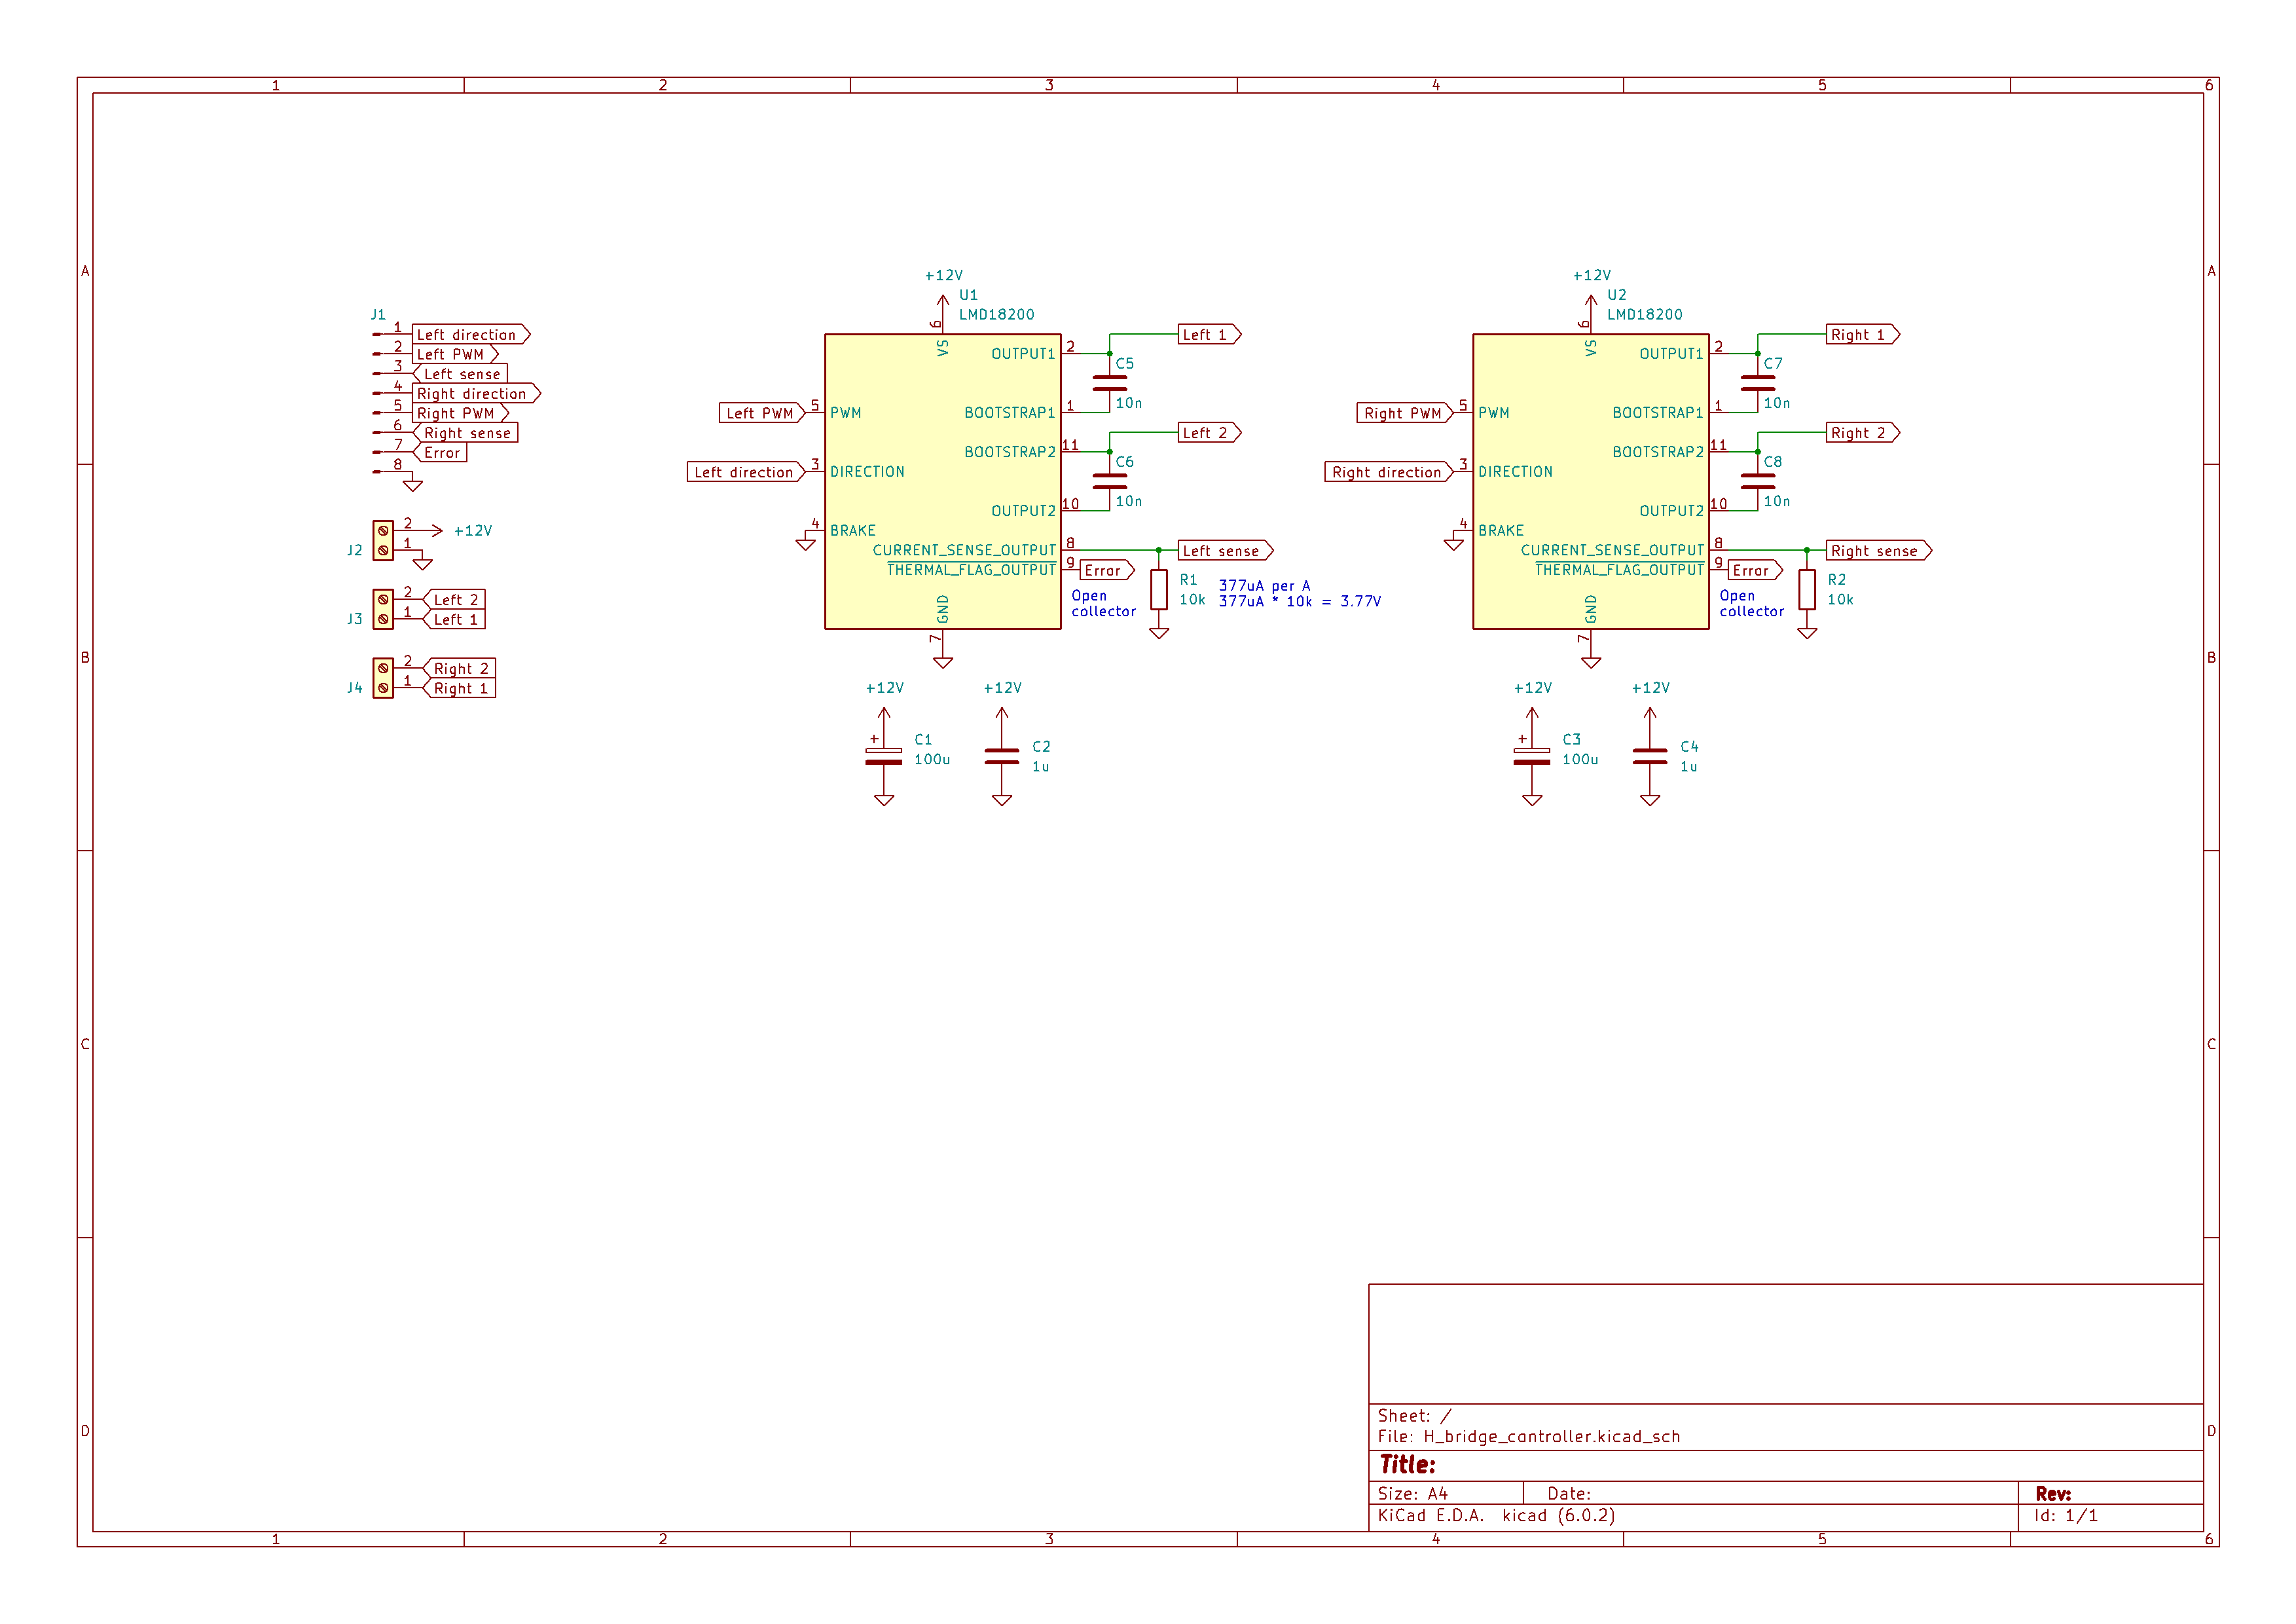 1 2 3 4 5 6
A
B
C
D
A
B
C
D
J1
1 Left direction
2 Left PWM
3 Left sense
4 Right direction
5 Right PWM
6 Right sense
7 Error
8
J2
2 +12V
1
J3
2 Left 2
1 Left 1
J4
2 Right 2
1 Right 1
+12V
U1
LMD18200
6
VS
OUTPUT1 2
Left 1
C5
10n
Left PWM 5 PWM
BOOTSTRAP1 1
Left 2
BOOTSTRAP2 11
C6
10n
Left direction 3 DIRECTION
OUTPUT2 10
4 BRAKE
CURRENT_SENSE_OUTPUT 8
Left sense
THERMAL_FLAG_OUTPUT 9
Error
Open
collector
R1
10k
377uA per A
377uA * 10k = 3.77V
GND
7
+12V
+
C1
100u
+12V
C2
1u
+12V
U2
LMD18200
6
VS
OUTPUT1 2
Right 1
C7
10n
Right PWM 5 PWM
BOOTSTRAP1 1
Right 2
BOOTSTRAP2 11
C8
10n
Right direction 3 DIRECTION
OUTPUT2 10
4 BRAKE
CURRENT_SENSE_OUTPUT 8
Right sense
THERMAL_FLAG_OUTPUT 9
Error
Open
collector
R2
10k
GND
7
+12V
+
C3
100u
+12V
C4
1u
Sheet: /
File: H_bridge_controller.kicad_sch
Title:
Size: A4 Date: Rev:
KiCad E.D.A. kicad (6.0.2) Id: 1/1
1 2 3 4 5 6